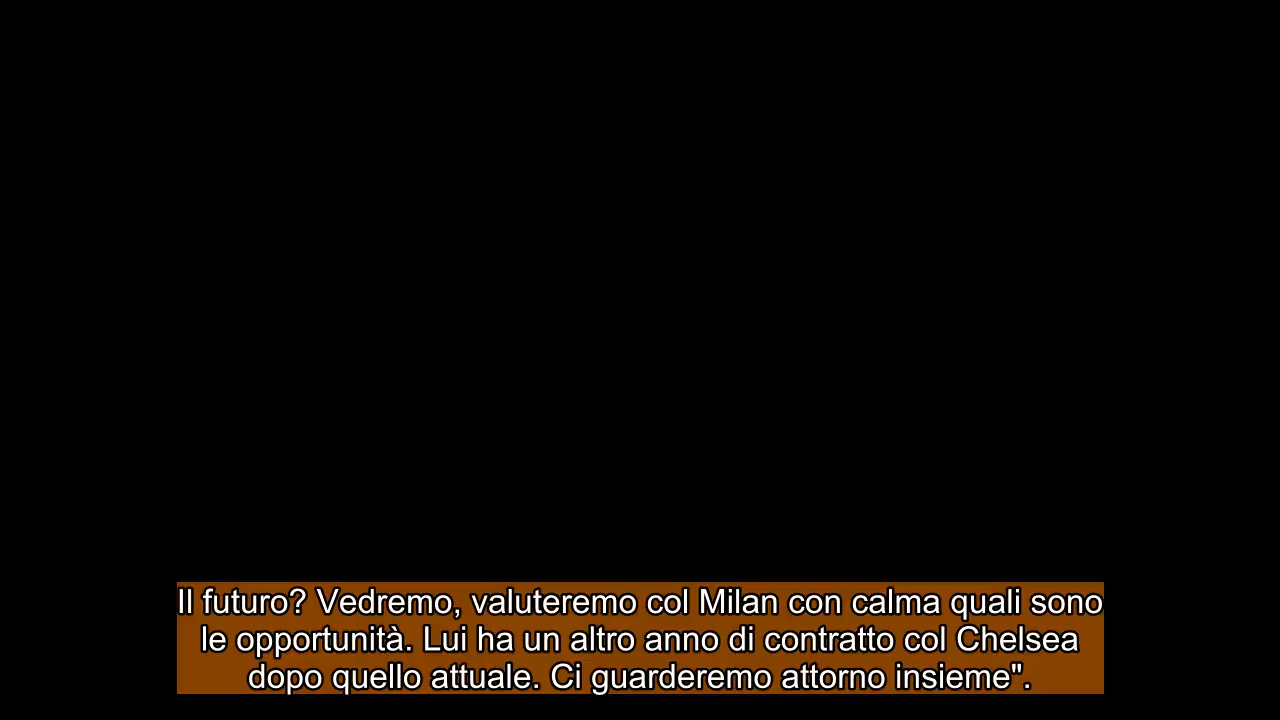 Il futuro? Vedremo, valuteremo col Milan con calma quali sono
le opportunità. Lui ha un altro anno di contratto col Chelsea
dopo quello attuale. Ci guarderemo attorno insieme".